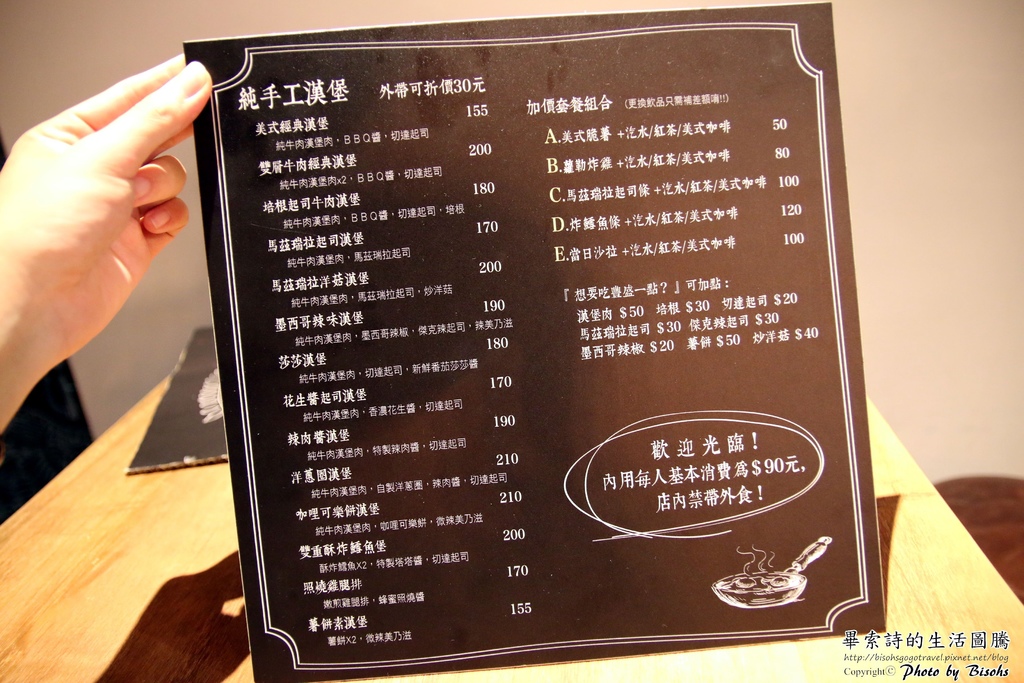 純手工漢堡 外帶可折價30元
美式經典漢堡 155
純牛肉漢堡肉，BBQ醬，切達起司
雙層牛肉經典漢堡 200
純牛肉漢堡肉x2，BBQ醬，切達起司
培根起司牛肉漢堡 180
純牛肉漢堡肉，BBQ醬，切達起司，培根
馬茲瑞拉起司漢堡 170
純牛肉漢堡肉，馬茲瑞拉起司
馬茲瑞拉洋菇漢堡 200
純牛肉漢堡肉，馬茲瑞拉起司，炒洋菇
墨西哥辣味漢堡 190
純牛肉漢堡肉，墨西哥辣椒，傑克辣起司，辣美乃滋
莎莎漢堡 180
純牛肉漢堡肉，切達起司，新鮮番茄莎莎醬
花生醬起司漢堡 170
純牛肉漢堡肉，香濃花生醬，切達起司
辣肉醬漢堡 190
純牛肉漢堡肉，特製辣肉醬，切達起司
洋蔥圈漢堡 210
純牛肉漢堡肉，自製洋蔥圈，辣肉醬，切達起司
咖哩可樂餅漢堡 210
純牛肉漢堡肉，咖哩可樂餅，微辣美乃滋
雙重酥炸鱈魚堡 200
酥炸鱈魚X2，特製塔塔醬，切達起司
照燒雞腿排 170
嫩煎雞腿排，蜂蜜照燒醬
薯餅素漢堡 155
薯餅X2，微辣美乃滋
加價套餐組合 (更換飲品只需補差額唷!!)
A.美式脆薯+汔水/紅茶/美式咖啡 50
B.蘿勒炸雞+汔水/紅茶/美式咖啡 80
C.馬茲瑞拉起司條+汔水/紅茶/美式咖啡 100
D.炸鱈魚條+汔水/紅茶/美式咖啡 120
E.當日沙拉+汔水/紅茶/美式咖啡 100
『想要吃豐盛一點？』可加點：
漢堡肉 $50 培根 $30 切達起司 $20
馬茲瑞拉起司 $30 傑克辣起司 $30
墨西哥辣椒 $20 薯餅 $50 炒洋菇 $40
歡迎光臨！
內用每人基本消費為$90元,
店內禁帶外食！
畢索詩的生活圖騰
http://bisohsgogotravel.pixnet.net/blog
Copyright© Photo by Bisohs